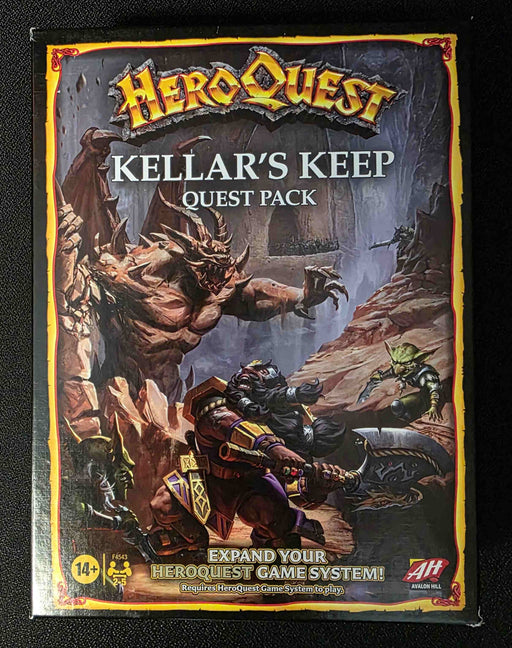 HEROQUEST
KELLAR'S KEEP
QUEST PACK
EXPAND YOUR
HEROQUEST GAME SYSTEM!
Requires HeroQuest Game System to play.
14+
F4543
2-5
AH
AVALON HILL